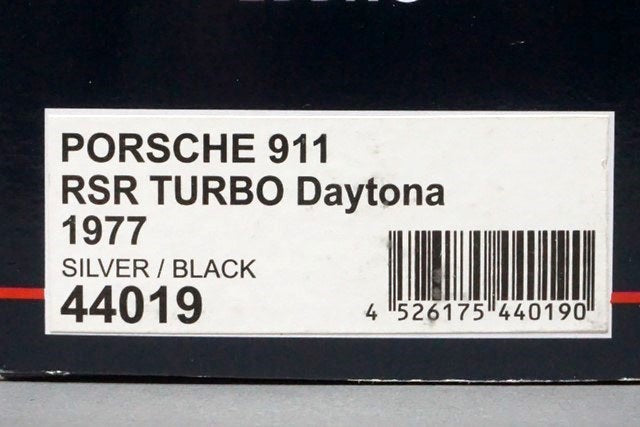 PORSCHE 911
RSR TURBO Daytona
1977
SILVER / BLACK
44019
4 526175 440190